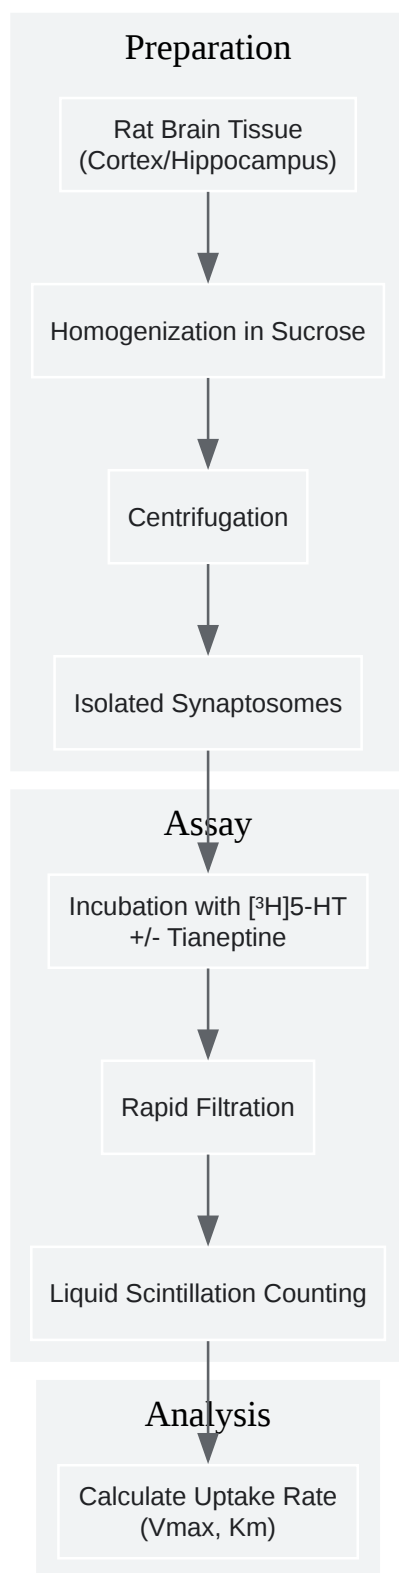 Preparation
Rat Brain Tissue
(Cortex/Hippocampus)
Homogenization in Sucrose
Centrifugation
Isolated Synaptosomes
Assay
Incubation with [³H]5-HT
+/- Tianeptine
Rapid Filtration
Liquid Scintillation Counting
Analysis
Calculate Uptake Rate
(Vmax, Km)